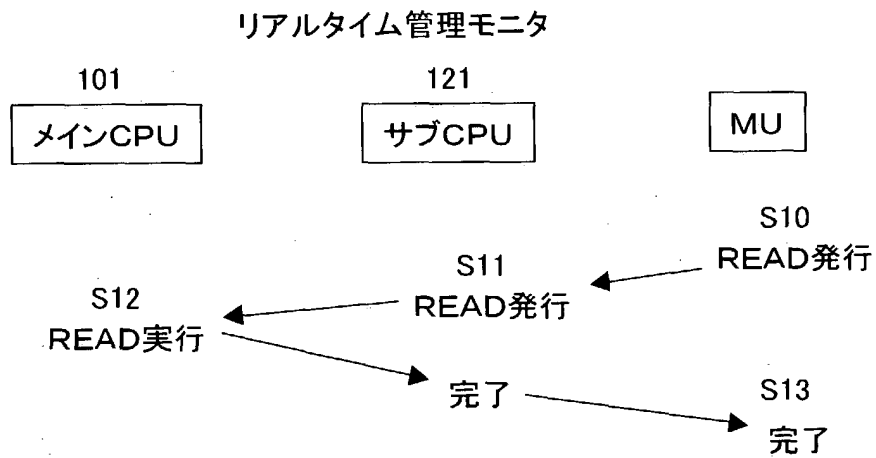 リアルタイム管理モニタ
101
121
メインCPU
サブCPU
MU
S10
READ発行
S11
READ発行
S12
READ実行
完了
S13
完了